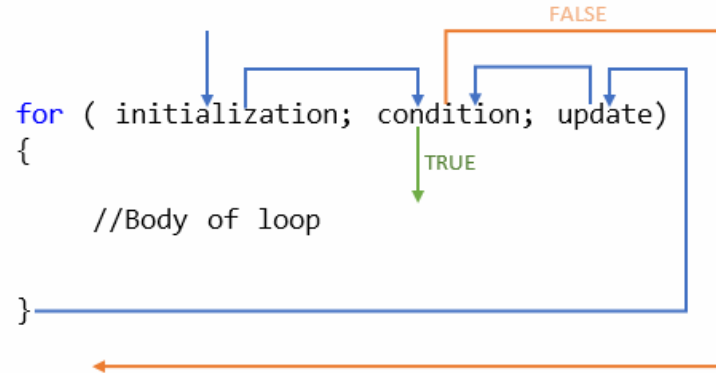 FALSE
for ( initialization; condition; update)
{
TRUE
//Body of loop
}